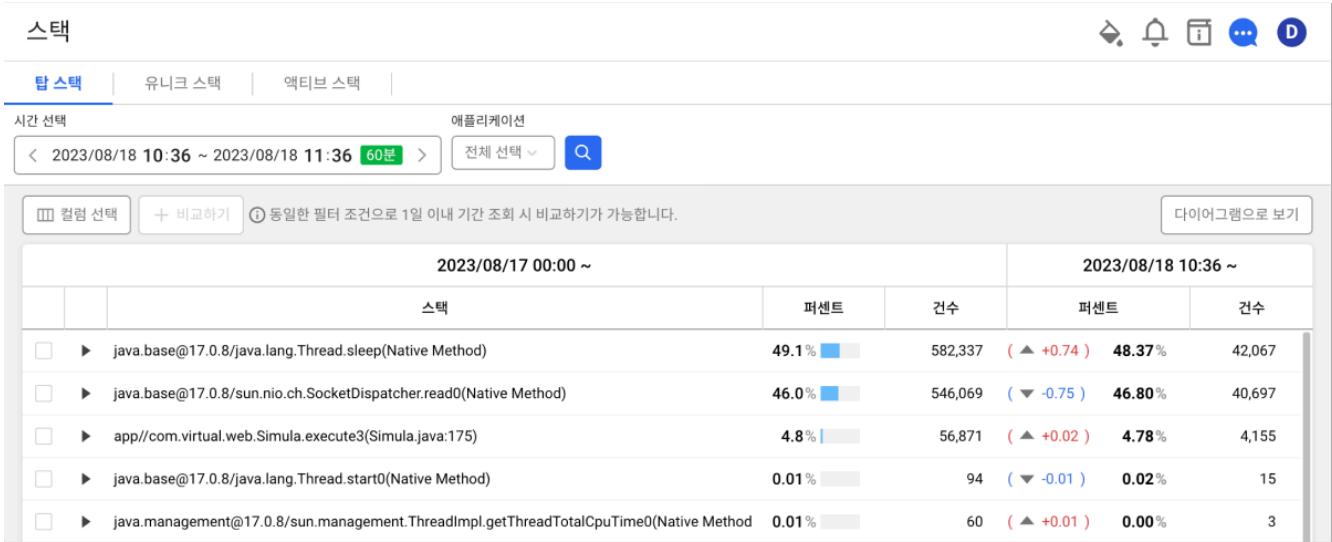 스택
D
탑 스택 유니크 스택 액티브 스택
시간 선택 애플리케이션
2023/08/18 10:36 ~ 2023/08/18 11:36 60분 전체 선택
컬럼 선택 + 비교하기 동일한 필터 조건으로 1일 이내 기간 조회 시 비교하기가 가능합니다. 다이어그램으로 보기
2023/08/17 00:00 ~ 2023/08/18 10:36 ~
스택 퍼센트 건수 퍼센트 건수
java.base@17.0.8/java.lang.Thread.sleep(Native Method) 49.1% 582,337 ( ▲ +0.74 ) 48.37% 42,067
java.base@17.0.8/sun.nio.ch.SocketDispatcher.read0(Native Method) 46.0% 546,069 ( ▼ -0.75 ) 46.80% 40,697
app//com.virtual.web.Simula.execute3(Simula.java:175) 4.8% 56,871 ( ▲ +0.02 ) 4.78% 4,155
java.base@17.0.8/java.lang.Thread.start0(Native Method) 0.01% 94 ( ▼ -0.01 ) 0.02% 15
java.management@17.0.8/sun.management.ThreadImpl.getThreadTotalCpuTime0(Native Method 0.01% 60 ( ▲ +0.01 ) 0.00% 3